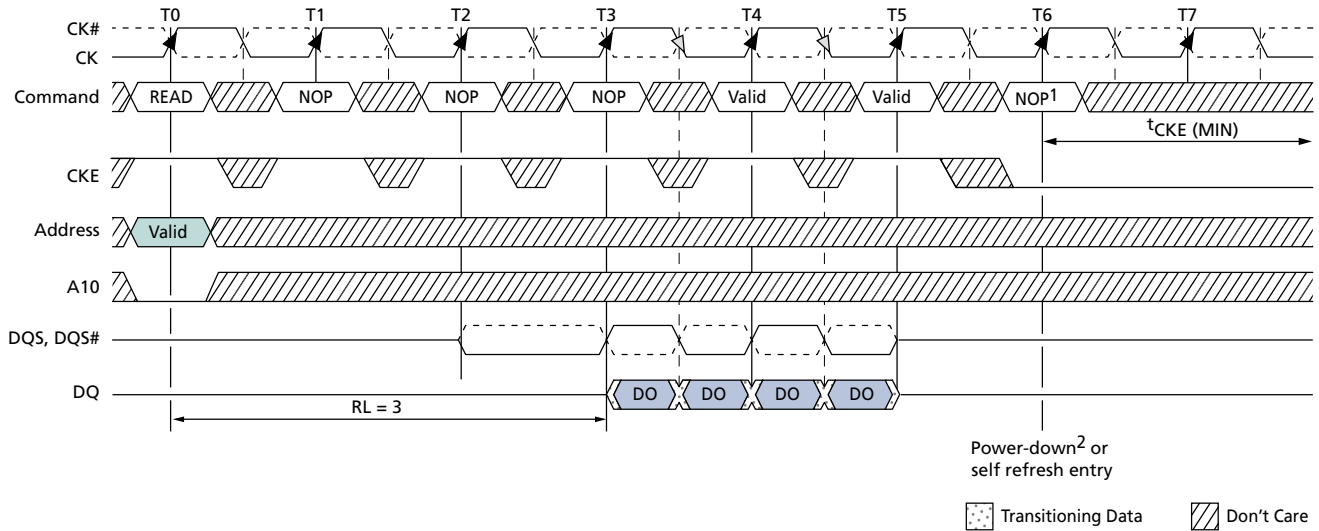 T0 T1 T2 T3 T4 T5 T6 T7
CK#
CK
Command READ NOP NOP NOP Valid Valid NOP1
tCKE (MIN)
CKE
Address Valid
A10
DQS, DQS#
DQ DO DO DO DO
RL = 3
Power-down2 or
self refresh entry
Transitioning Data Don't Care